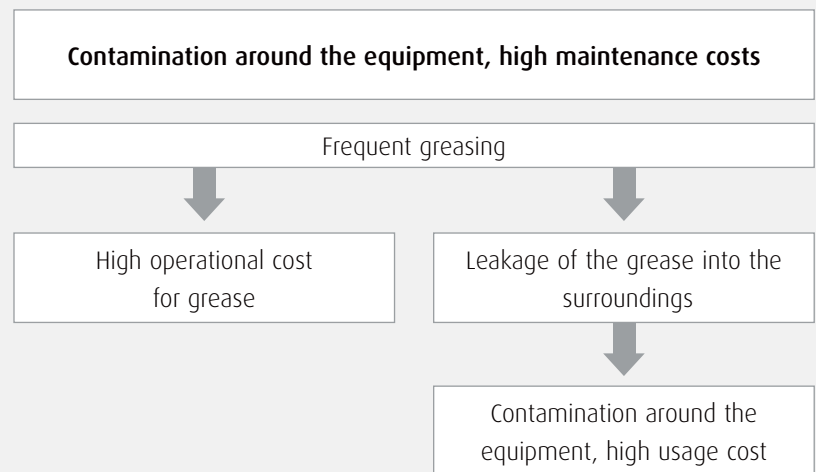 Contamination around the equipment, high maintenance costs
Frequent greasing
High operational cost
for grease
Leakage of the grease into the
surroundings
Contamination around the
equipment, high usage cost